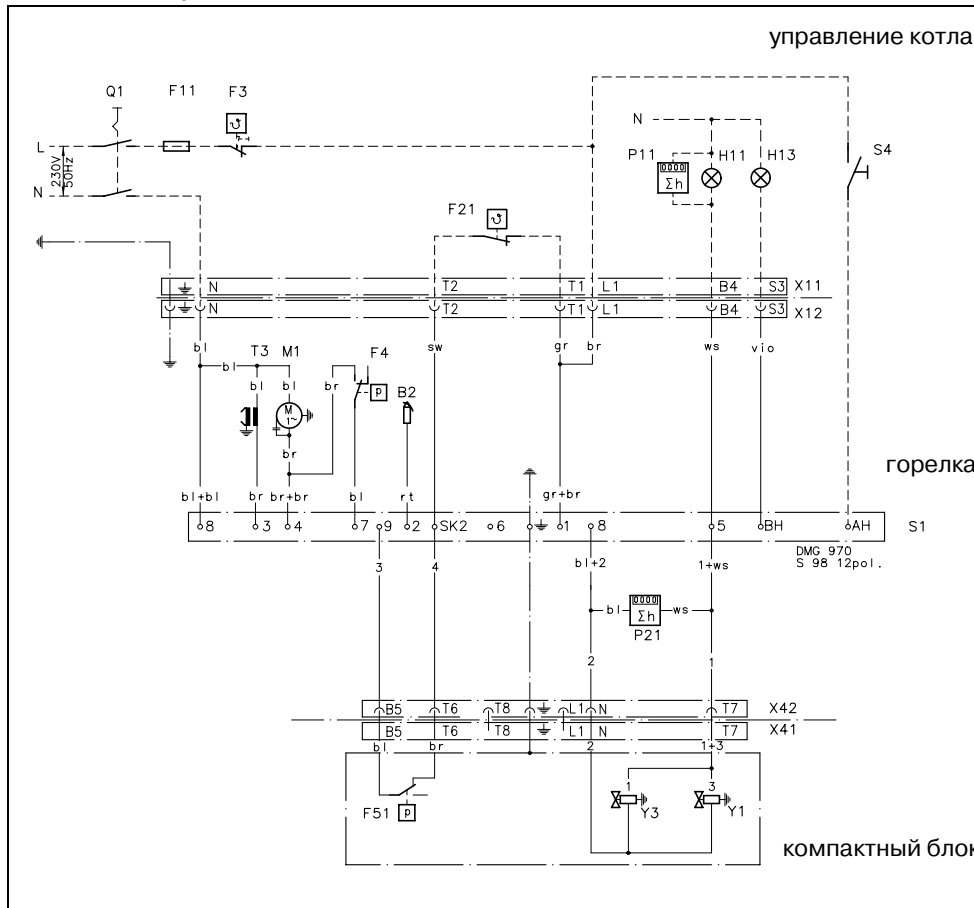 управление котла
Q1 F11 F3
ϑ
L
N
230V
50Hz
N
P11 H11 H13 S4
0000
Σh
F21
ϑ
N T2 T1 L1 B4 S3 X11
N T2 T1 L1 B4 S3 X12
bl sw gr br ws vio
T3 M1 F4
bl bl br
P
B2
M
1~
br
горелка
bl+bl br br+br bl rt gr+br
8 3 4 7 9 2 SK2 6 1 8 5 BH AH S1
DMG 970
S 98 12pol.
3 4 bl+2 1+ws
0000
bl Σh ws
P21
2 1
B5 T6 T8 L1 N T7 X42
B5 T6 T8 L1 N T7 X41
bl br 2 1+3
1 3
F51 P Y3 Y1
компактный блок